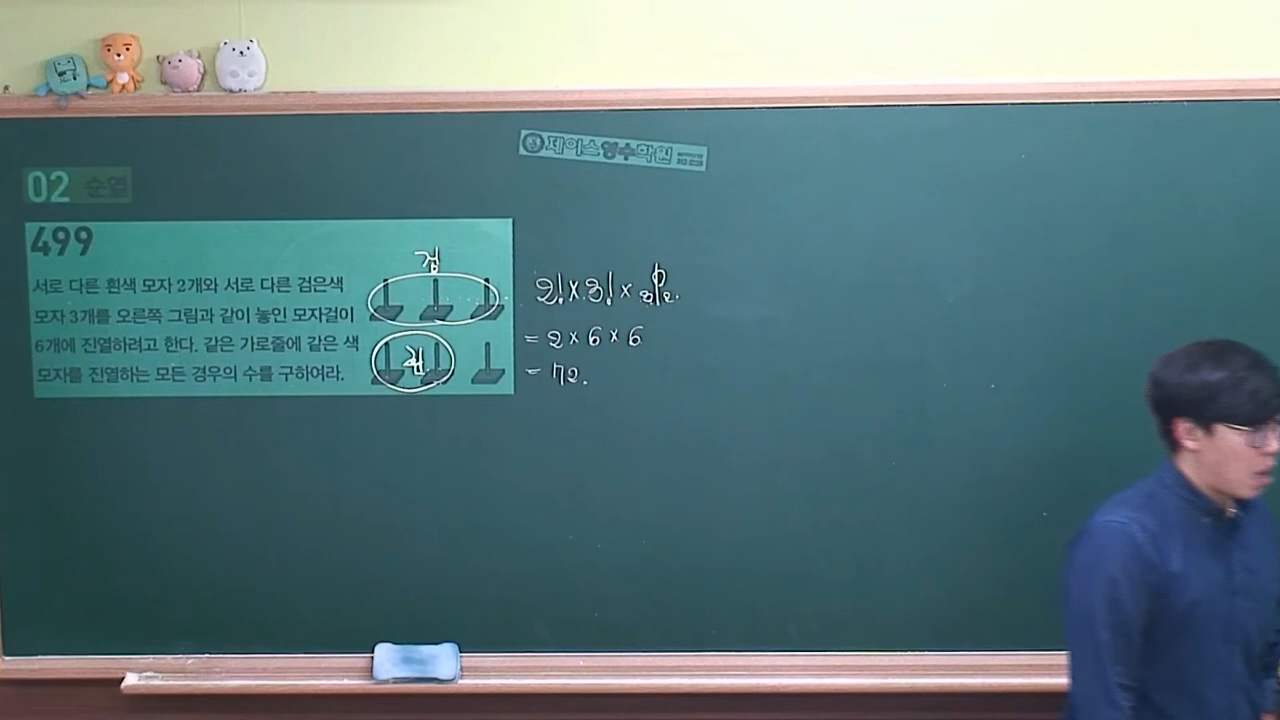 제이스영수학원
02 순열
499
서로 다른 흰색 모자 2개와 서로 다른 검은색
모자 3개를 오른쪽 그림과 같이 놓인 모자걸이
6개에 진열하려고 한다. 같은 가로줄에 같은 색
모자를 진열하는 모든 경우의 수를 구하여라.
검
흰
2! × 3! × ₃P₂.
= 2 × 6 × 6
= 72.